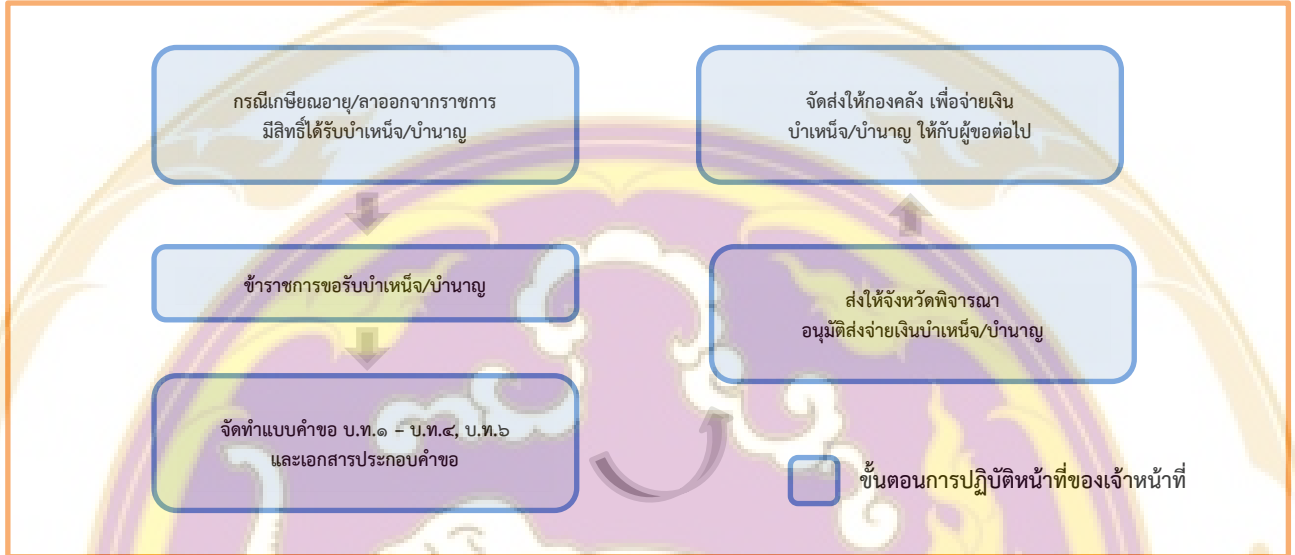 กรณีเกษียณอายุ/ลาออกจากราชการ
มีสิทธิ์ได้รับบำเหน็จ/บำนาญ
ข้าราชการขอรับบำเหน็จ/บำนาญ
จัดทำแบบคำขอ บ.ท.๑ – บ.ท.๔, บ.ท.๖
และเอกสารประกอบคำขอ
ส่งให้จังหวัดพิจารณา
อนุมัติส่งจ่ายเงินบำเหน็จ/บำนาญ
จัดส่งให้กองคลัง เพื่อจ่ายเงิน
บำเหน็จ/บำนาญ ให้กับผู้ขอต่อไป
ขั้นตอนการปฏิบัติหน้าที่ของเจ้าหน้าที่